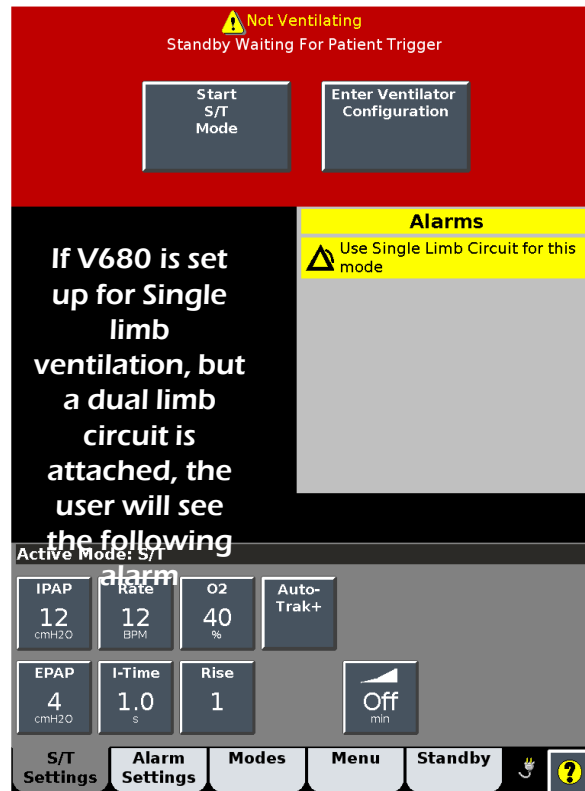 Not Ventilating
Standby Waiting For Patient Trigger
Start
S/T
Mode
Enter Ventilator
Configuration
If V680 is set
up for Single
limb
ventilation, but
a dual limb
circuit is
attached, the
user will see
the following
alarm
Alarms
Use Single Limb Circuit for this
mode
Active Mode: S/T
IPAP
12
cmH2O
Rate
12
BPM
O2
40
%
Auto-
Trak+
EPAP
4
cmH2O
I-Time
1.0
s
Rise
1
Off
min
S/T
Settings
Alarm
Settings
Modes
Menu
Standby
?